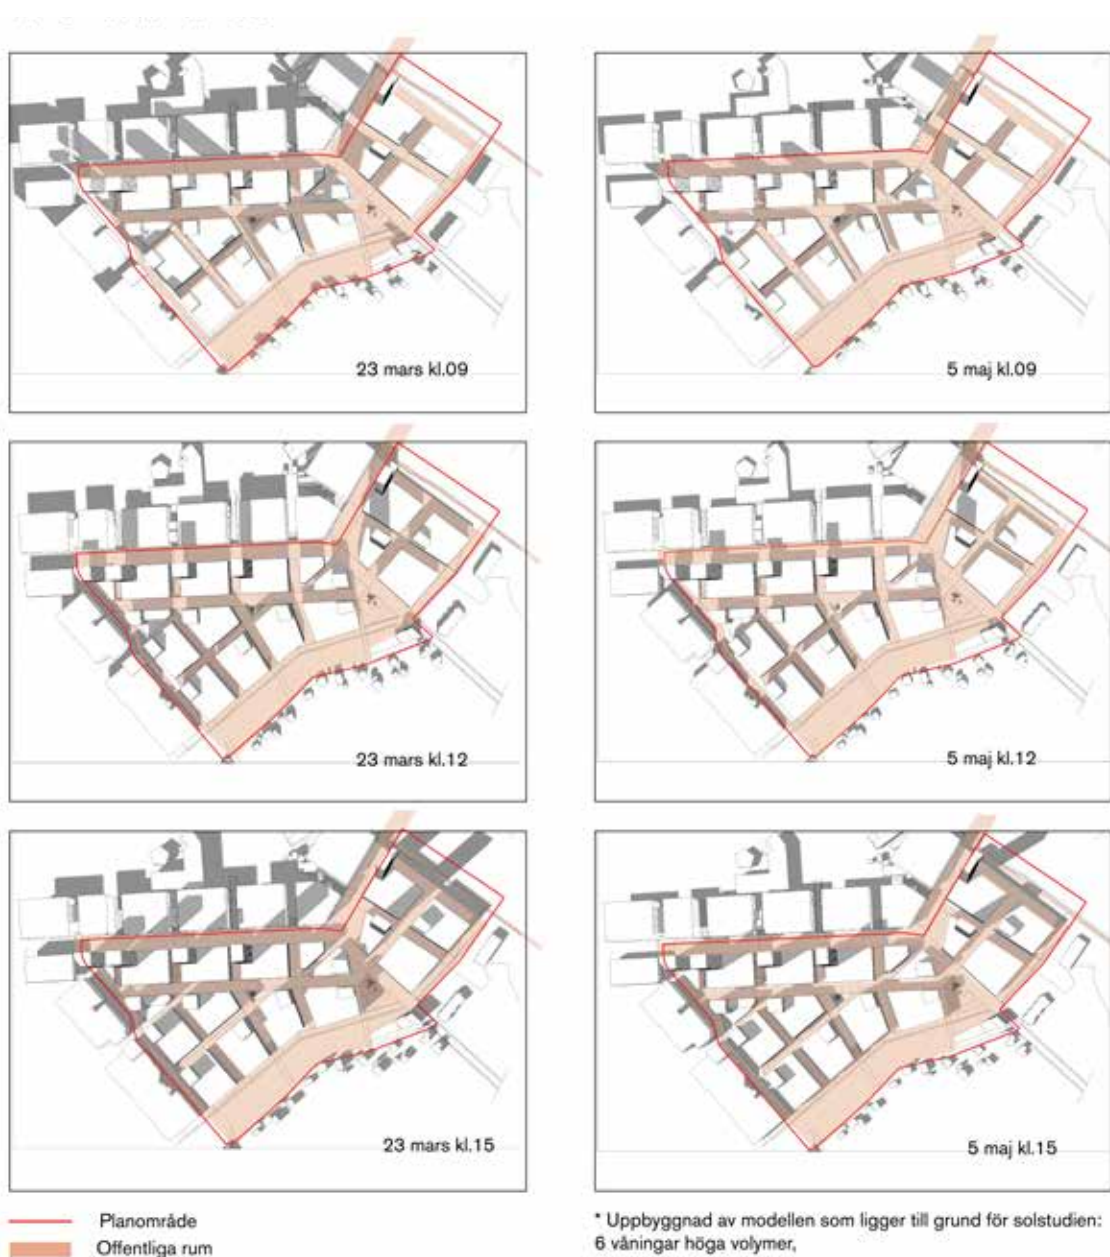 23 mars kl.09
5 maj kl.09
23 mars kl.12
5 maj kl.12
23 mars kl.15
5 maj kl.15
Planområde
Offentliga rum
* Uppbyggnad av modellen som ligger till grund för solstudien:
6 våningar höga volymer,